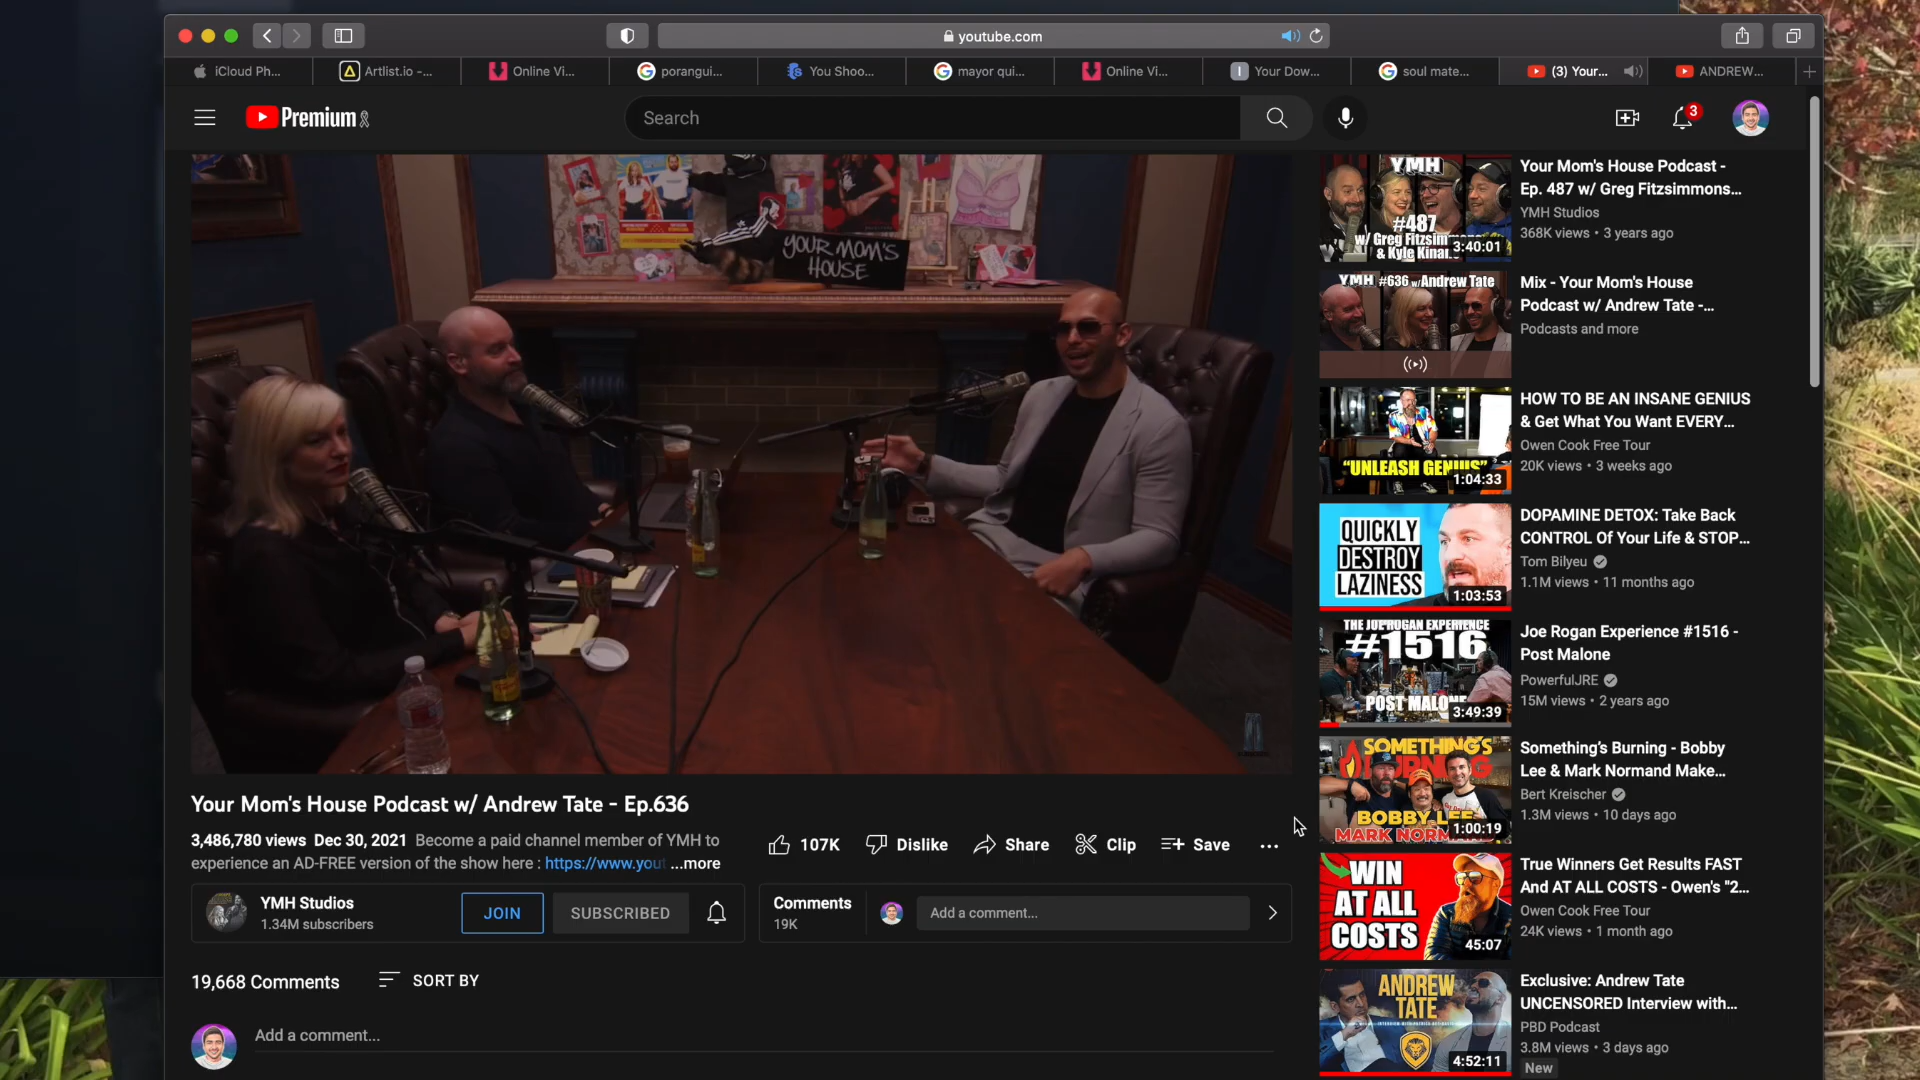 youtube.com
iCloud Ph...
Artlist.io -...
Online Vi...
porangui...
You Shoo...
mayor qui...
Online Vi...
Your Dow...
soul mate...
(3) Your...
ANDREW...
Premium
Search
3
YOUR MOM'S
HOUSE
Your Mom's House Podcast w/ Andrew Tate - Ep.636
3,486,780 views Dec 30, 2021 Become a paid channel member of YMH to
experience an AD-FREE version of the show here : https://www.yout ...more
107K
Dislike
Share
Clip
Save
YMH Studios
1.34M subscribers
JOIN
SUBSCRIBED
Comments
19K
Add a comment...
19,668 Comments
SORT BY
Add a comment...
YMH
#487
w/ Greg Fitzsim
& Kyle Kinan
3:40:01
Your Mom's House Podcast -
Ep. 487 w/ Greg Fitzsimmons...
YMH Studios
368K views • 3 years ago
YMH #636 w/Andrew Tate
Mix - Your Mom's House
Podcast w/ Andrew Tate -...
Podcasts and more
"UNLEASH GENIUS"
1:04:33
HOW TO BE AN INSANE GENIUS
& Get What You Want EVERY...
Owen Cook Free Tour
20K views • 3 weeks ago
QUICKLY
DESTROY
LAZINESS
1:03:53
DOPAMINE DETOX: Take Back
CONTROL Of Your Life & STOP...
Tom Bilyeu
1.1M views • 11 months ago
THE JOE ROGAN EXPERIENCE
#1516
POST MALONE
3:49:39
Joe Rogan Experience #1516 -
Post Malone
PowerfulJRE
15M views • 2 years ago
SOMETHING'S
BURNING
BOBBY LEE
MARK NORMAND
1:00:19
Something's Burning - Bobby
Lee & Mark Normand Make...
Bert Kreischer
1.3M views • 10 days ago
WIN
AT ALL
COSTS
45:07
True Winners Get Results FAST
And AT ALL COSTS - Owen's "2...
Owen Cook Free Tour
24K views • 1 month ago
ANDREW
TATE
4:52:11
Exclusive: Andrew Tate
UNCENSORED Interview with...
PBD Podcast
3.8M views • 3 days ago
New